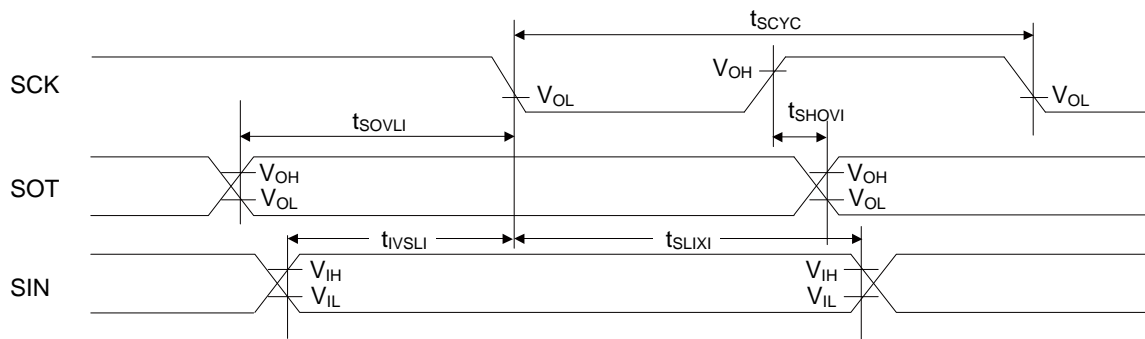 tSCYC
SCK
VOH
VOL
VOL
tSHOVI
tSOVLI
SOT
VOH
VOL
VOH
VOL
tIVSLI
tSLIXI
SIN
VIH
VIL
VIH
VIL